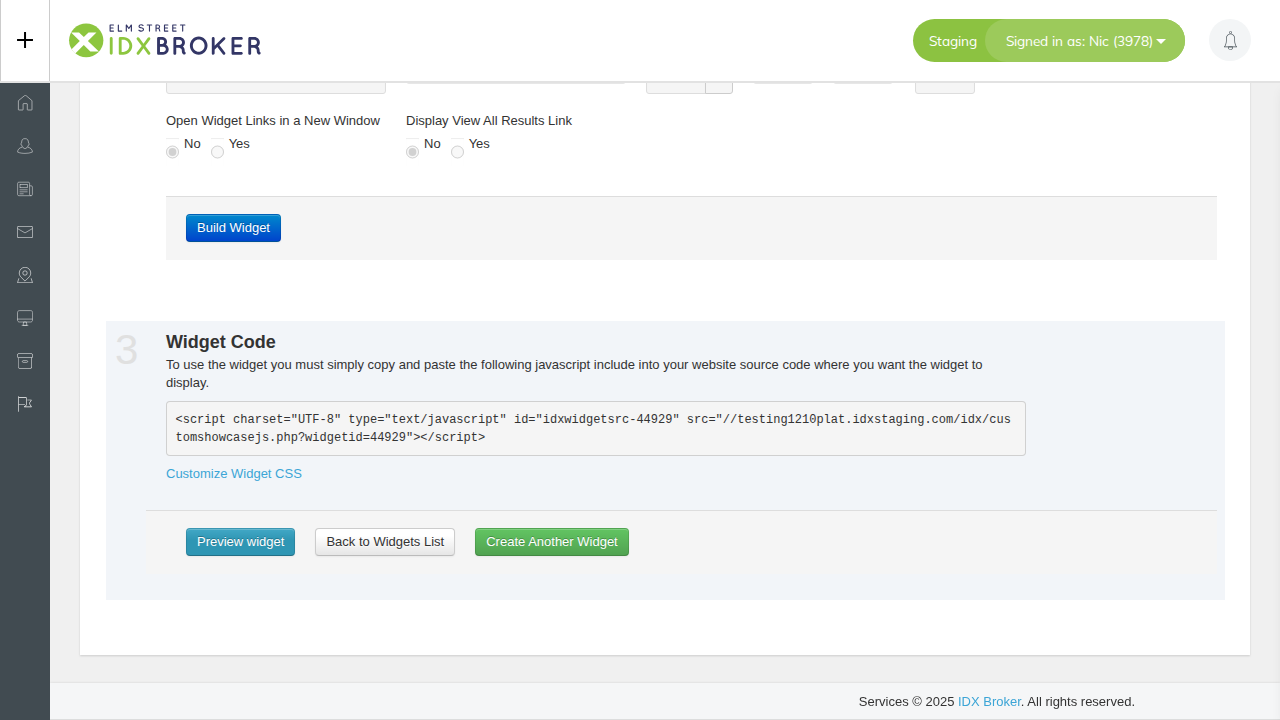 ELM STREET
IDXBROKER
Staging
Signed in as: Nic (3978)
Open Widget Links in a New Window
Display View All Results Link
No Yes
No Yes
Build Widget
3
Widget Code
To use the widget you must simply copy and paste the following javascript include into your website source code where you want the widget to
display.
<script charset="UTF-8" type="text/javascript" id="idxwidgetsrc-44929" src="//testing1210plat.idxstaging.com/idx/cus
tomshowcasejs.php?widgetid=44929"></script>
Customize Widget CSS
Preview widget
Back to Widgets List
Create Another Widget
Services © 2025 IDX Broker. All rights reserved.